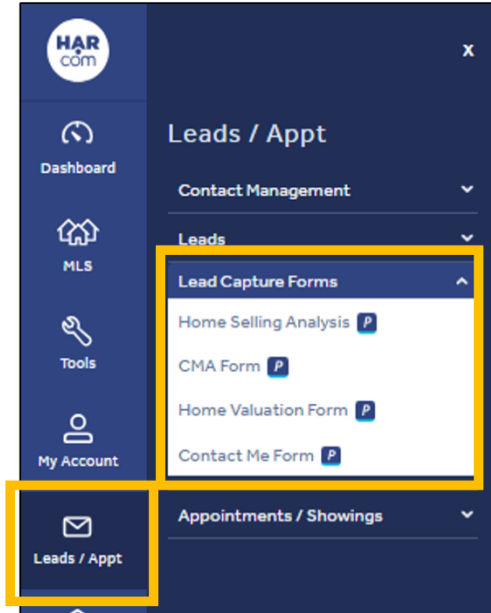 HAR
com
x
Dashboard
MLS
Tools
My Account
Leads / Appt
Leads / Appt
Contact Management
Leads
Lead Capture Forms
Home Selling Analysis P
CMA Form P
Home Valuation Form P
Contact Me Form P
Appointments / Showings